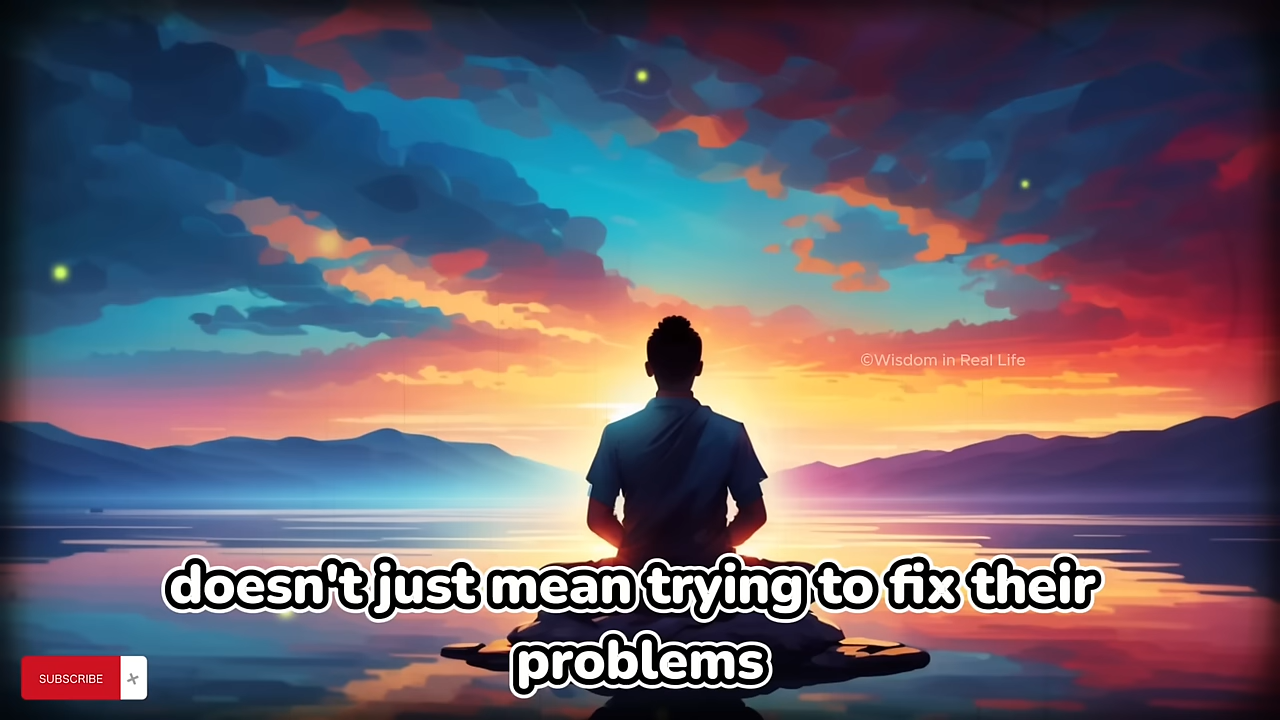 ©Wisdom in Real Life
doesn't just mean trying to fix their
problems
SUBSCRIBE